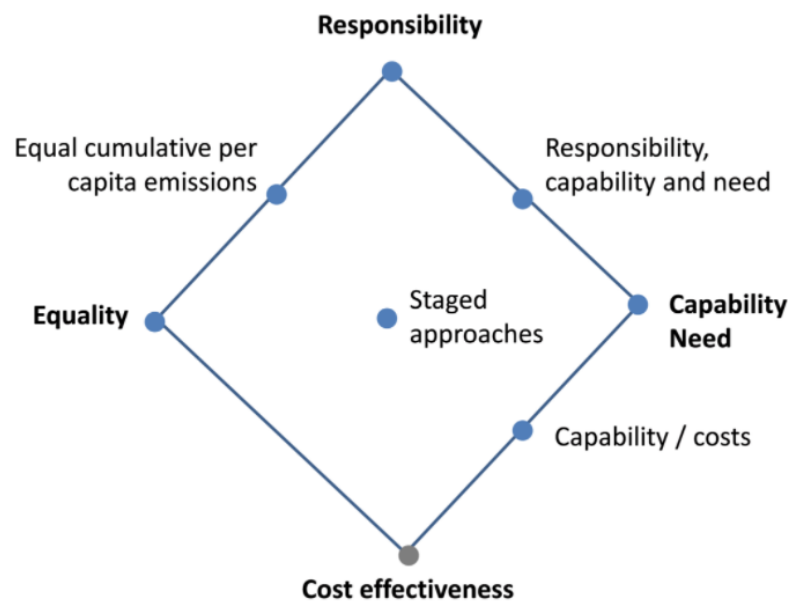 Responsibility
Equal cumulative per
capita emissions
Responsibility,
capability and need
Equality
Staged
approaches
Capability
Need
Capability / costs
Cost effectiveness